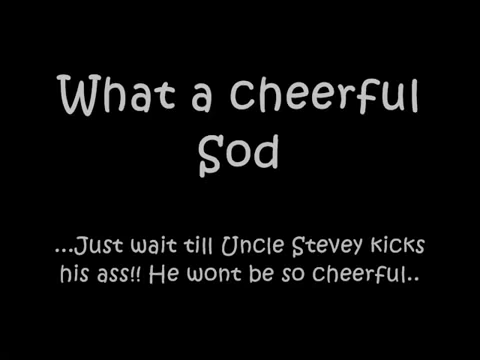 What a cheerful
Sod
...Just wait till Uncle Stevey kicks
his ass!! He wont be so cheerful..